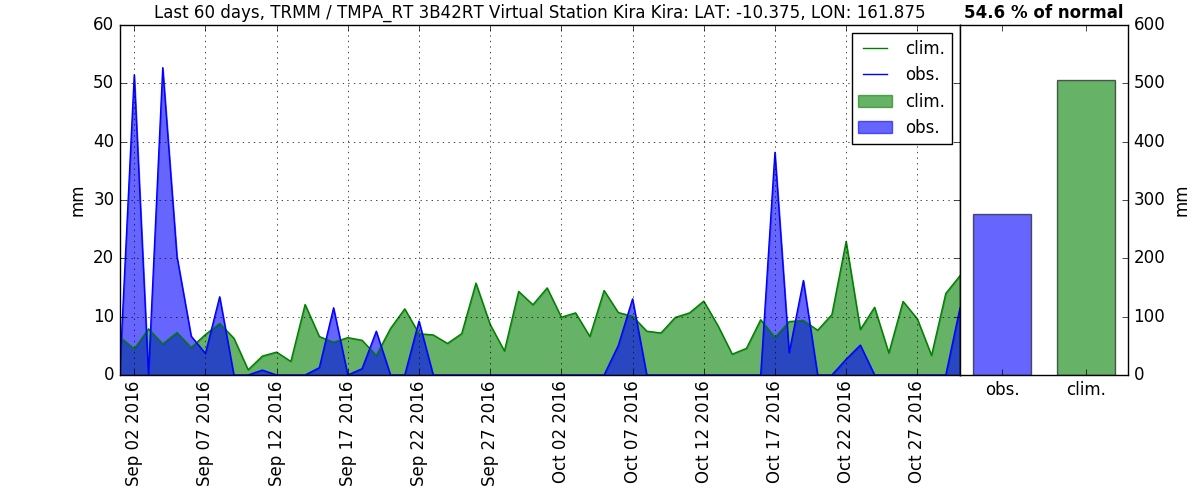 Last 60 days, TRMM / TMPA_RT 3B42RT Virtual Station Kira Kira: LAT: -10.375, LON: 161.875
54.6 % of normal
60
50
40
30
20
10
0
mm
clim.
obs.
clim.
obs.
600
500
400
300
200
100
0
mm
obs.
clim.
Sep 02 2016
Sep 07 2016
Sep 12 2016
Sep 17 2016
Sep 22 2016
Sep 27 2016
Oct 02 2016
Oct 07 2016
Oct 12 2016
Oct 17 2016
Oct 22 2016
Oct 27 2016